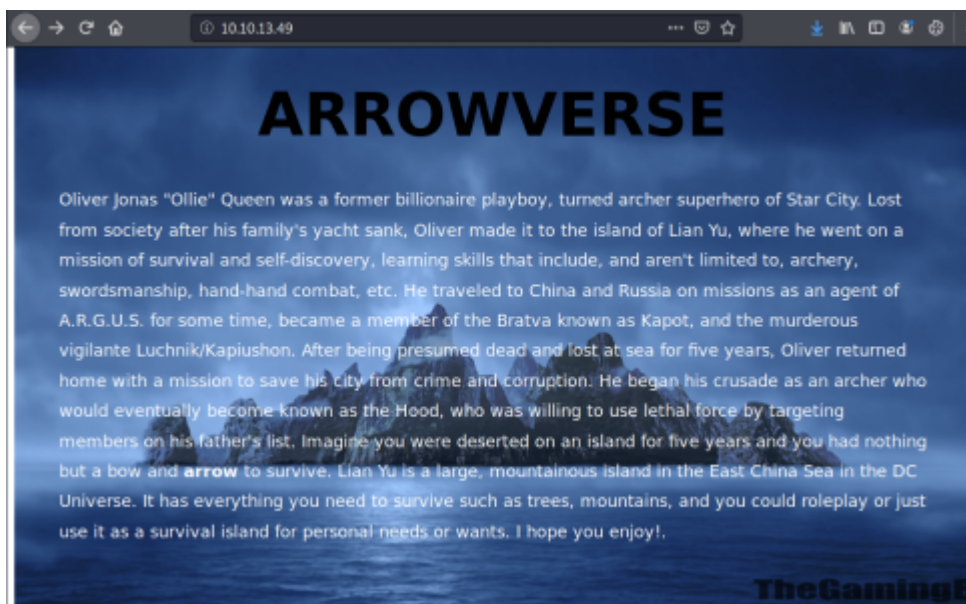 10.10.13.49
ARROWVERSE
Oliver Jonas "Ollie" Queen was a former billionaire playboy, turned archer superhero of Star City. Lost
from society after his family's yacht sank, Oliver made it to the island of Lian Yu, where he went on a
mission of survival and self-discovery, learning skills that include, and aren't limited to, archery,
swordsmanship, hand-hand combat, etc. He traveled to China and Russia on missions as an agent of
A.R.G.U.S. for some time, became a member of the Bratva known as Kapot, and the murderous
vigilante Luchnik/Kapiushon. After being presumed dead and lost at sea for five years, Oliver returned
home with a mission to save his city from crime and corruption. He began his crusade as an archer who
would eventually become known as the Hood, who was willing to use lethal force by targeting
members on his father's list. Imagine you were deserted on an island for five years and you had nothing
but a bow and arrow to survive. Lian Yu is a large, mountainous island in the East China Sea in the DC
Universe. It has everything you need to survive such as trees, mountains, and you could roleplay or just
use it as a survival island for personal needs or wants. I hope you enjoy!.